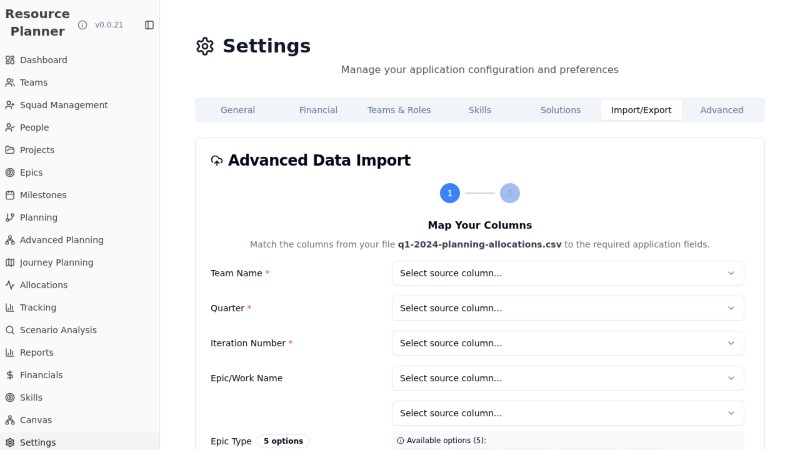 Resource
Planner
v0.0.21
Dashboard
Teams
Squad Management
People
Projects
Epics
Milestones
Planning
Advanced Planning
Journey Planning
Allocations
Tracking
Scenario Analysis
Reports
Financials
Skills
Canvas
Settings
Settings
Manage your application configuration and preferences
General Financial Teams & Roles Skills Solutions Import/Export Advanced
Advanced Data Import
1 2
Map Your Columns
Match the columns from your file q1-2024-planning-allocations.csv to the required application fields.
Team Name * Select source column...
Quarter * Select source column...
Iteration Number * Select source column...
Epic/Work Name Select source column...
Select source column...
Epic Type 5 options Available options (5):